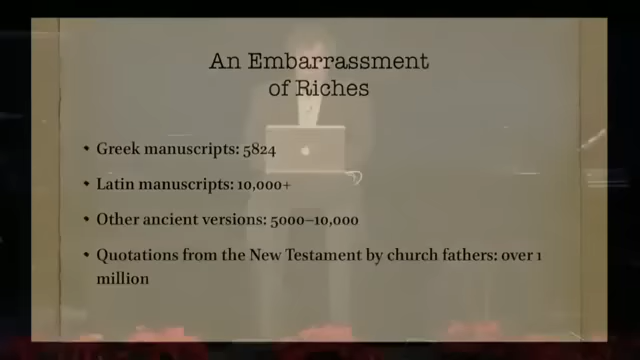 An Embarrassment
of Riches
• Greek manuscripts: 5824
• Latin manuscripts: 10,000+
• Other ancient versions: 5000–10,000
• Quotations from the New Testament by church fathers: over 1
million